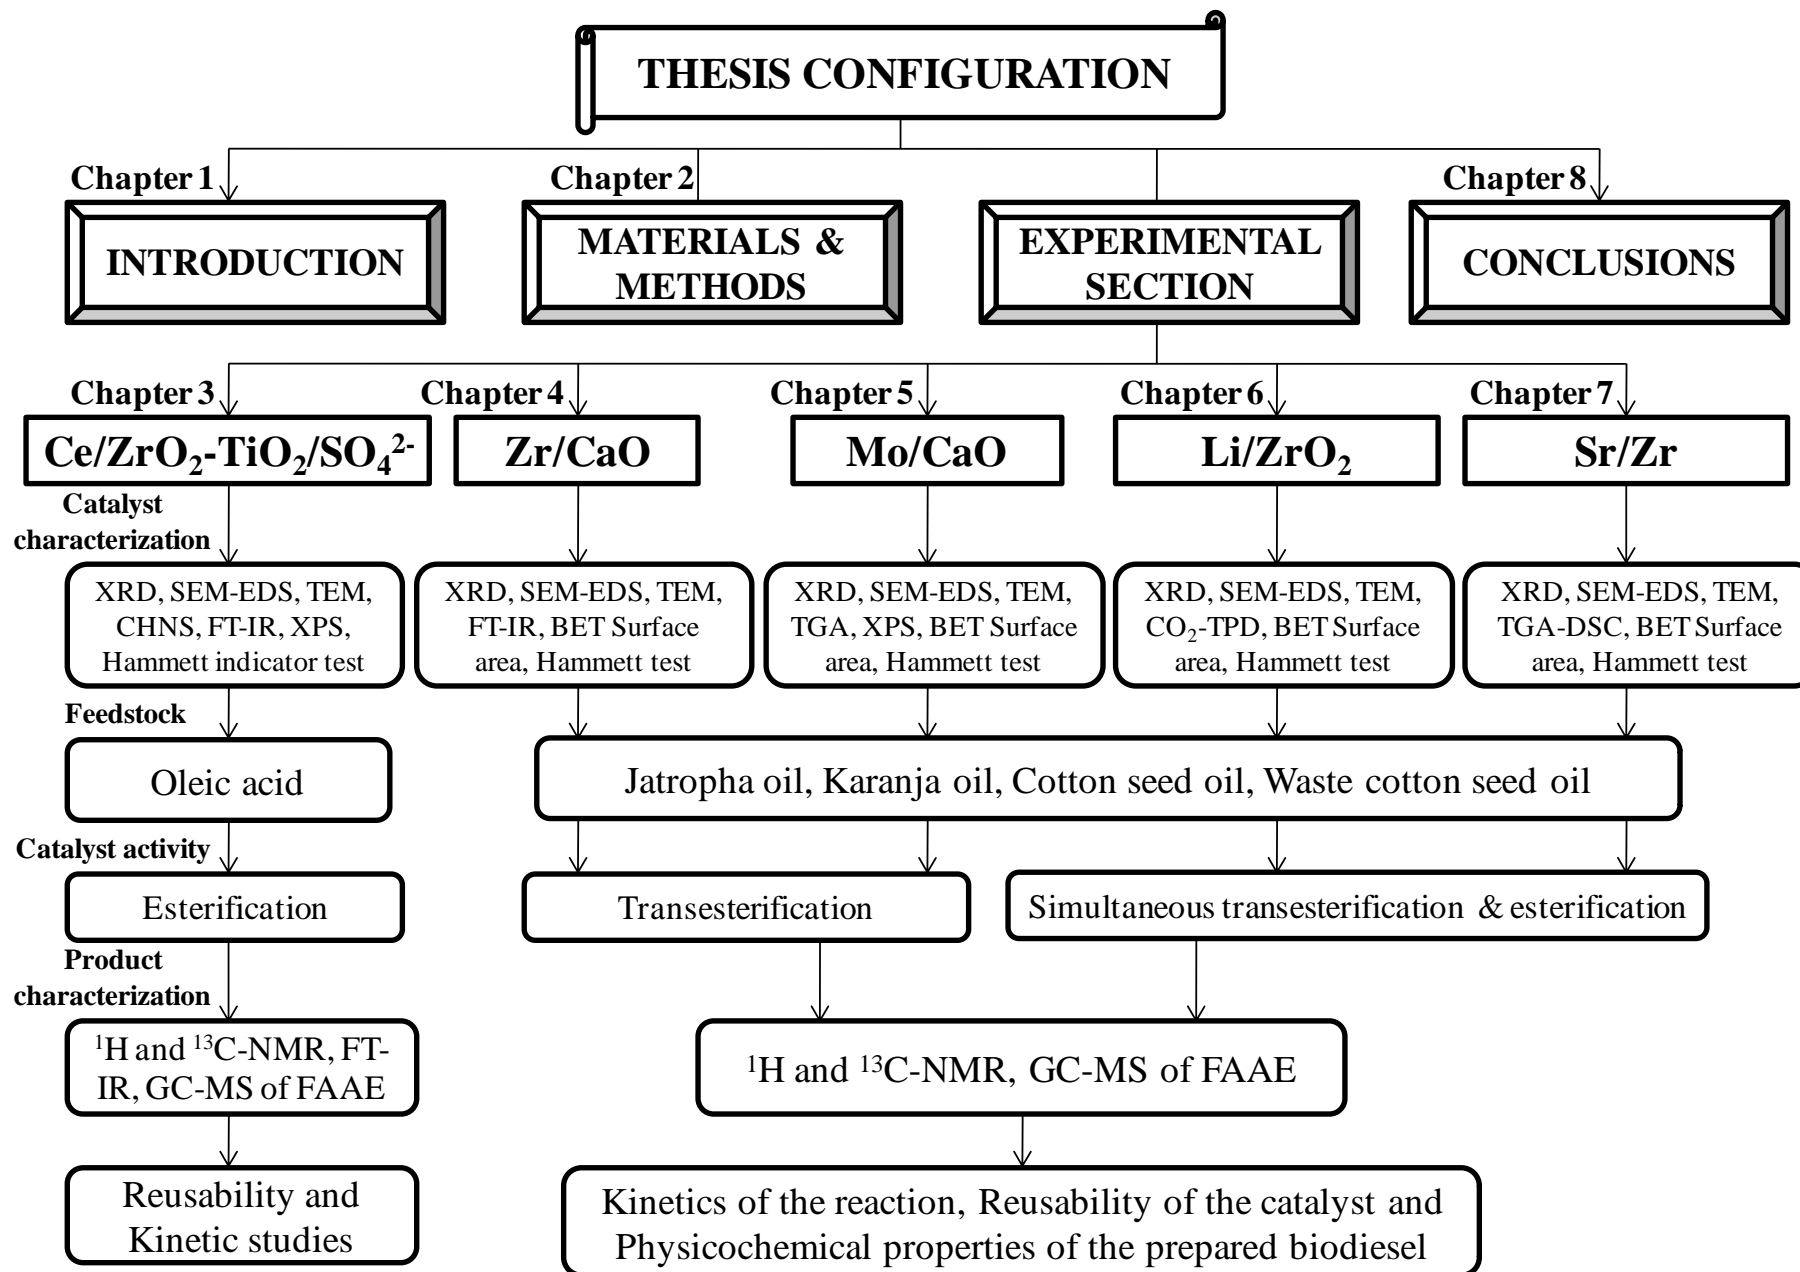 THESIS CONFIGURATION
Chapter 1
Chapter 2
Chapter 8
INTRODUCTION
MATERIALS &
METHODS
EXPERIMENTAL
SECTION
CONCLUSIONS
Chapter 3
Chapter 4
Chapter 5
Chapter 6
Chapter 7
Ce/ZrO₂-TiO₂/SO₄²⁻
Zr/CaO
Mo/CaO
Li/ZrO₂
Sr/Zr
Catalyst
characterization
XRD, SEM-EDS, TEM,
CHNS, FT-IR, XPS,
Hammett indicator test
XRD, SEM-EDS, TEM,
FT-IR, BET Surface
area, Hammett test
XRD, SEM-EDS, TEM,
TGA, XPS, BET Surface
area, Hammett test
XRD, SEM-EDS, TEM,
CO₂-TPD, BET Surface
area, Hammett test
XRD, SEM-EDS, TEM,
TGA-DSC, BET Surface
area, Hammett test
Feedstock
Oleic acid
Jatropha oil, Karanja oil, Cotton seed oil, Waste cotton seed oil
Catalyst activity
Esterification
Transesterification
Simultaneous transesterification & esterification
Product
characterization
¹H and ¹³C-NMR, FT-
IR, GC-MS of FAAE
¹H and ¹³C-NMR, GC-MS of FAAE
Reusability and
Kinetic studies
Kinetics of the reaction, Reusability of the catalyst and
Physicochemical properties of the prepared biodiesel